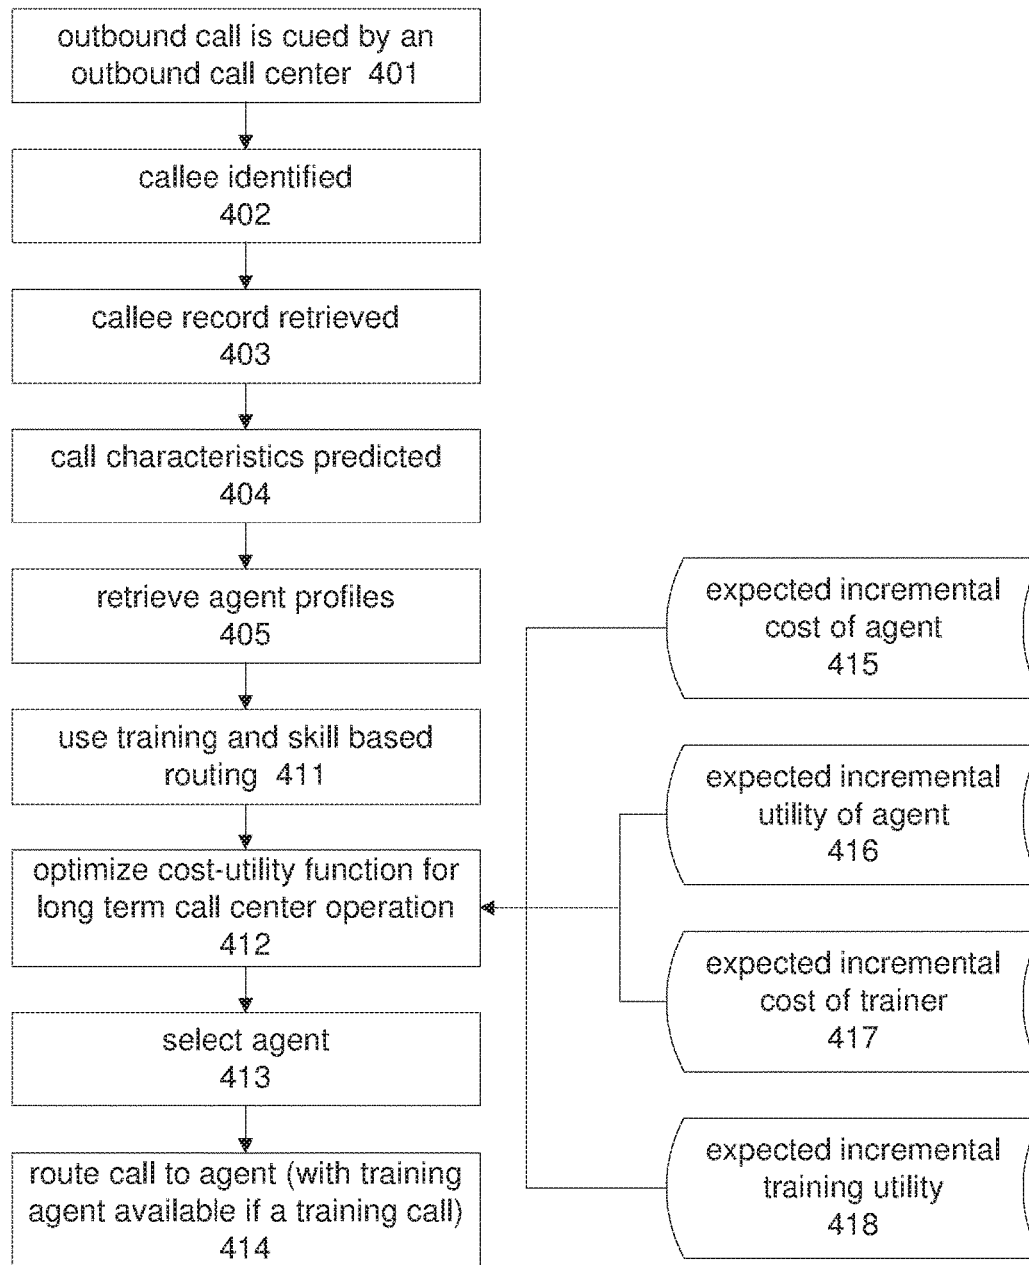 outbound call is cued by an
outbound call center 401
callee identified
402
callee record retrieved
403
call characteristics predicted
404
retrieve agent profiles
405
use training and skill based
routing 411
optimize cost-utility function for
long term call center operation
412
select agent
413
route call to agent (with training
agent available if a training call)
414
expected incremental
cost of agent
415
expected incremental
utility of agent
416
expected incremental
cost of trainer
417
expected incremental
training utility
418